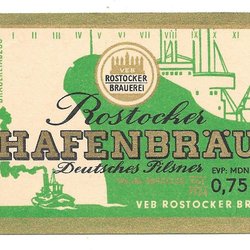 VEB
ROSTOCKER
BRAUEREI
Rostocker
HAFENBRÄU
Deutsches Pilsner
EVP: MDN
0,75
VEB ROSTOCKER BR